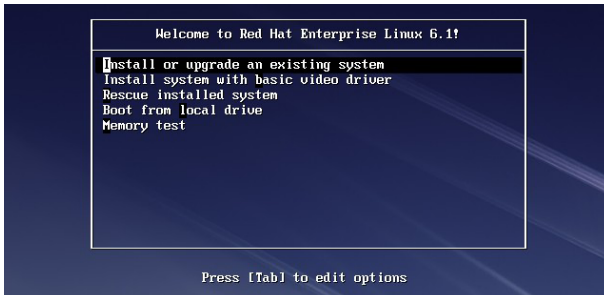 Welcome to Red Hat Enterprise Linux 6.1!
Install or upgrade an existing system
Install system with basic video driver
Rescue installed system
Boot from local drive
Memory test
Press [Tab] to edit options